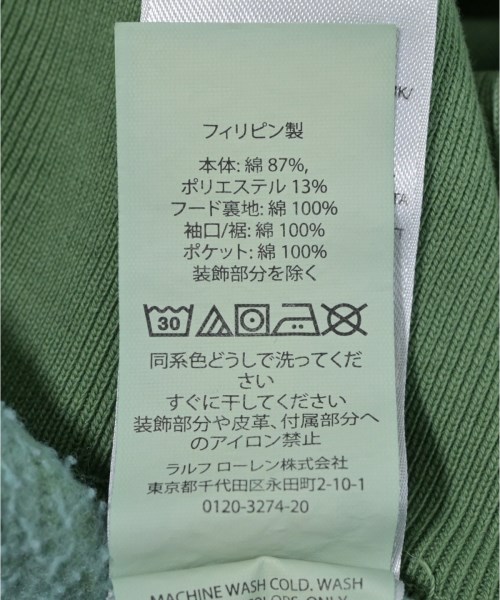 フィリピン製
本体: 綿 87%,
ポリエステル 13%
フード裏地: 綿 100%
袖口/裾: 綿 100%
ポケット: 綿 100%
装飾部分を除く
30
同系色どうしで洗ってくだ
さい
すぐに干してください
装飾部分や皮革、付属部分へ
のアイロン禁止
ラルフ ローレン株式会社
東京都千代田区永田町2-10-1
0120-3274-20
MACHINE WASH COLD, WASH
COLORS, ONLY